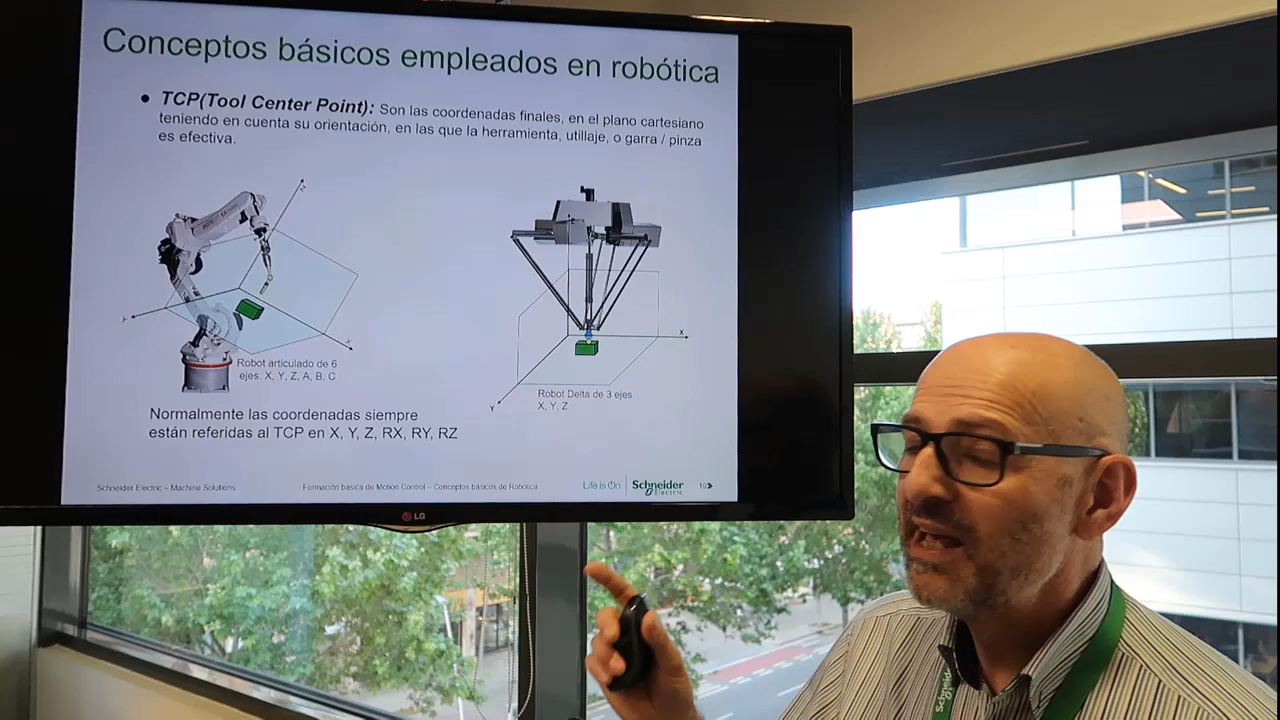 Conceptos básicos empleados en robótica
• TCP(Tool Center Point): Son las coordenadas finales, en el plano cartesiano
teniendo en cuenta su orientación, en las que la herramienta, utillaje, o garra / pinza
es efectiva.
Z
Y
X
Robot articulado de 6
ejes. X, Y, Z, A, B, C
X
Y
Robot Delta de 3 ejes
X, Y, Z
Normalmente las coordenadas siempre
están referidas al TCP en X, Y, Z, RX, RY, RZ
Schneider Electric – Machine Solutions
Formación básica de Motion Control – Conceptos básicos de Robótica
Life Is On
Schneider
Electric
LG
Schneider